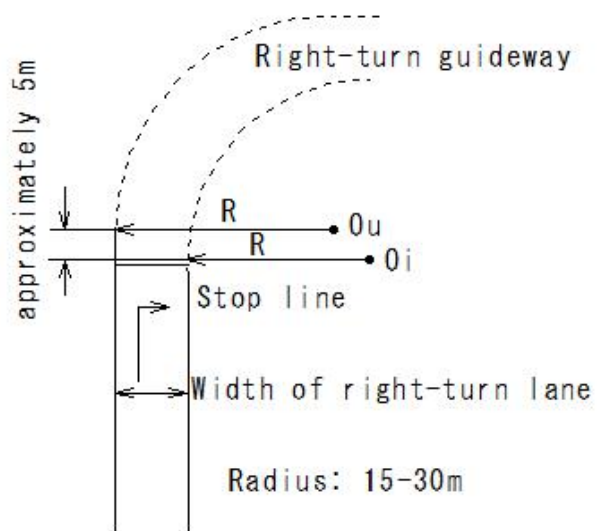 Right-turn guideway
approximately 5m
R
Ou
R
Oi
Stop line
Width of right-turn lane
Radius: 15-30m